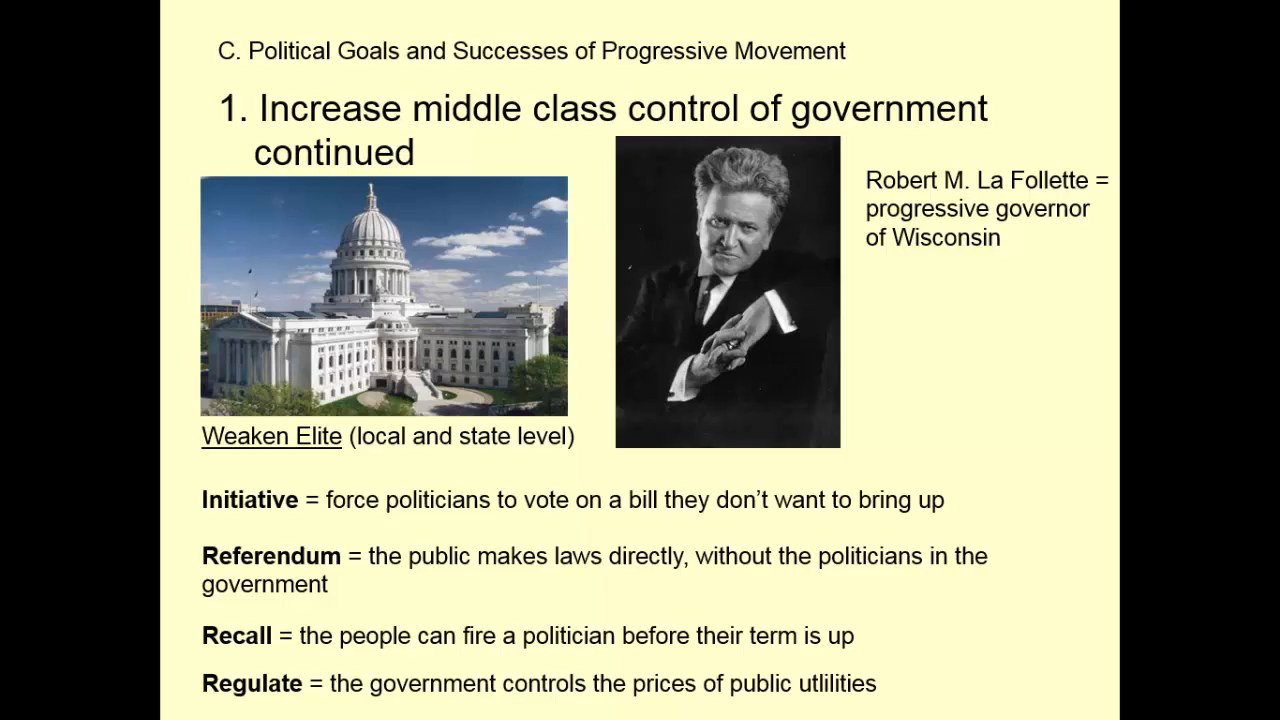 C. Political Goals and Successes of Progressive Movement
1. Increase middle class control of government
continued
Robert M. La Follette =
progressive governor
of Wisconsin
Weaken Elite (local and state level)
Initiative = force politicians to vote on a bill they don’t want to bring up
Referendum = the public makes laws directly, without the politicians in the
government
Recall = the people can fire a politician before their term is up
Regulate = the government controls the prices of public utlilities